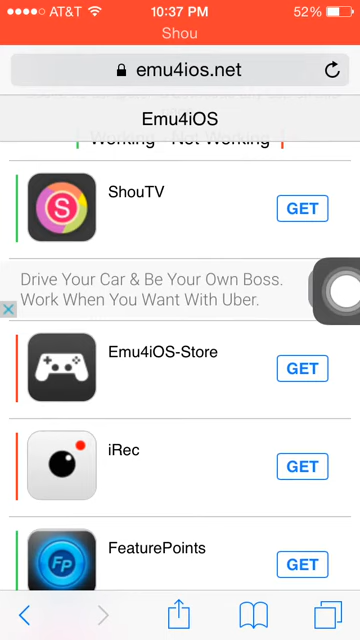 AT&T 10:37 PM 52%
Shou
emu4ios.net
Emu4iOS
Working - Not Working
ShouTV
GET
S
Drive Your Car & Be Your Own Boss.
Work When You Want With Uber.
Emu4iOS-Store
GET
iRec
GET
FeaturePoints
GET
FP